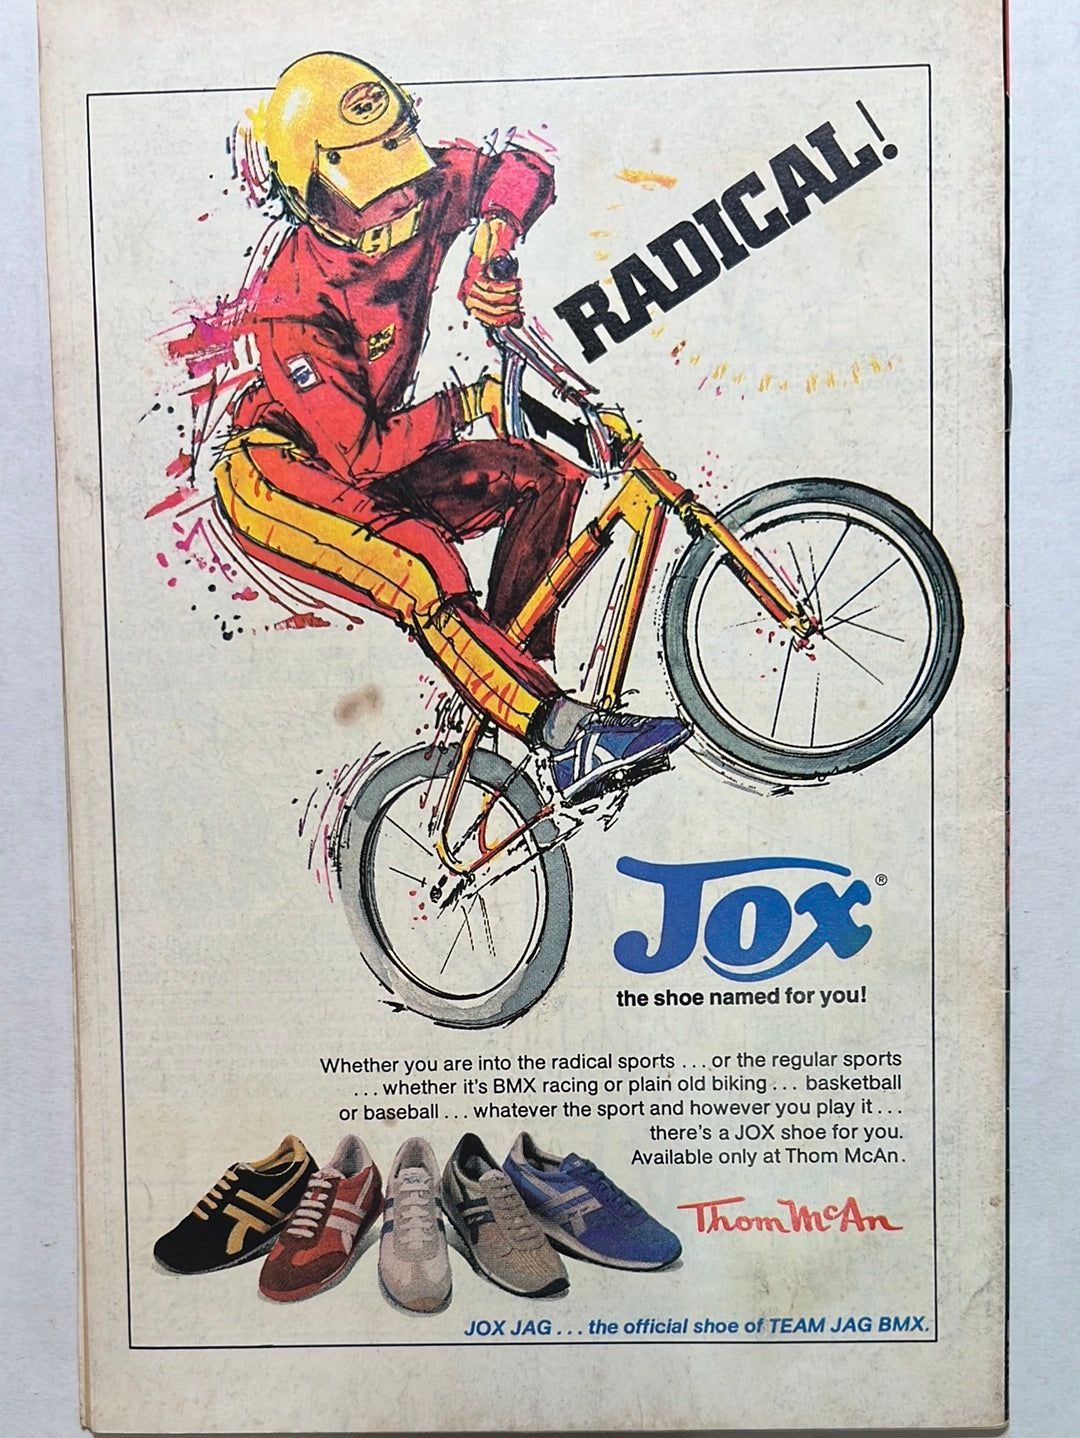 RADICAL!
JAG
BMX
Jox®
the shoe named for you!
Whether you are into the radical sports ... or the regular sports
... whether it's BMX racing or plain old biking ... basketball
or baseball ... whatever the sport and however you play it ...
there's a JOX shoe for you.
Available only at Thom McAn.
Thom McAn
JOX JAG ... the official shoe of TEAM JAG BMX.